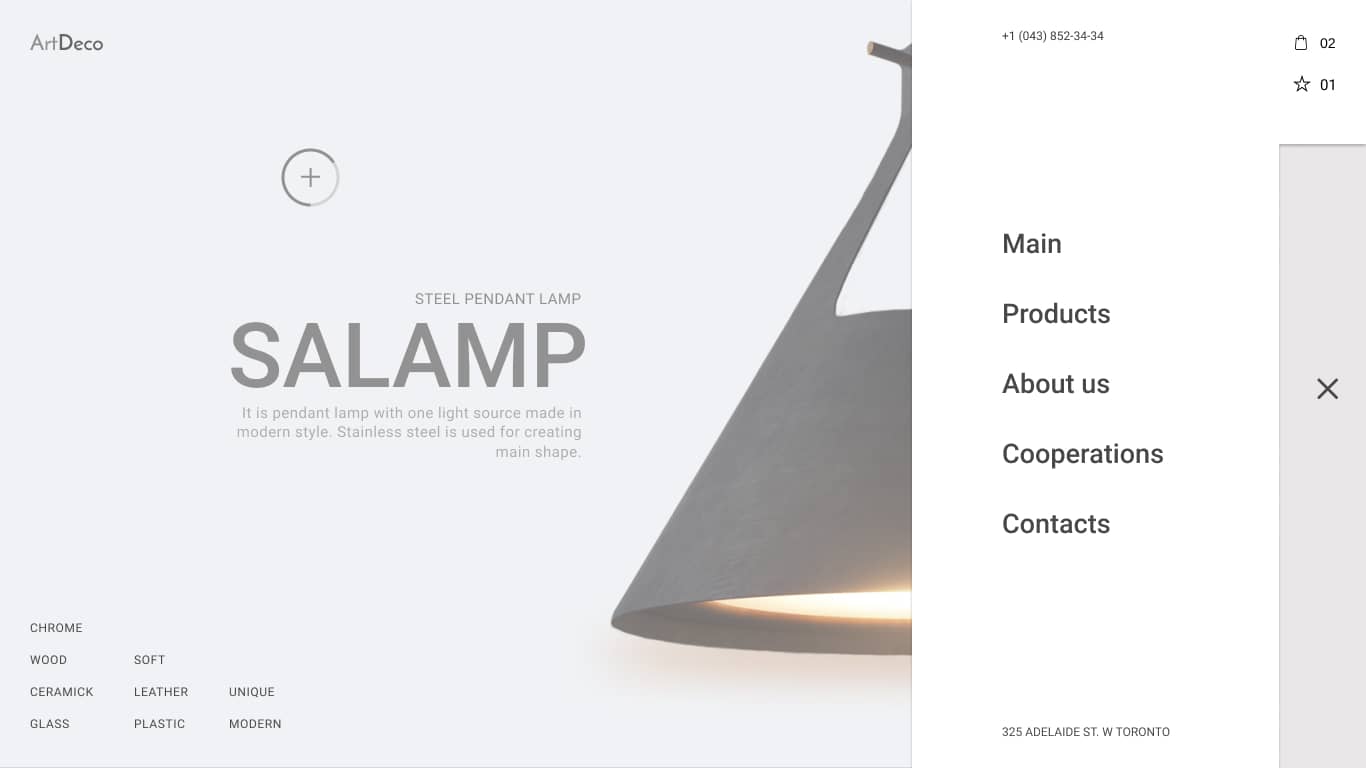 ArtDeco
+1 (043) 852-34-34
02
01
STEEL PENDANT LAMP
SALAMP
It is pendant lamp with one light source made in
modern style. Stainless steel is used for creating
main shape.
Main
Products
About us
Cooperations
Contacts
CHROME
WOOD SOFT
CERAMICK LEATHER UNIQUE
GLASS PLASTIC MODERN
325 ADELAIDE ST. W TORONTO